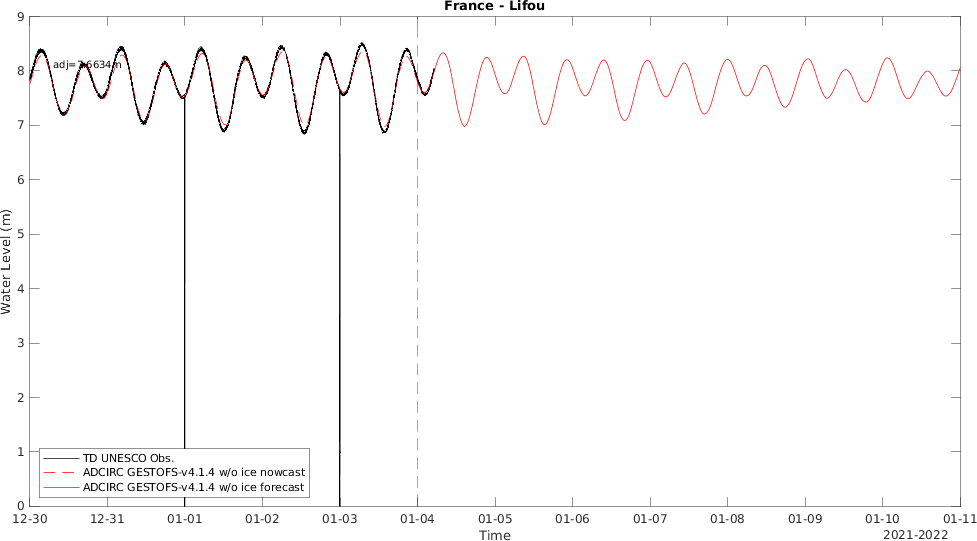 France - Lifou
9
8
7
6
5
4
3
2
1
0
Water Level (m)
adj=7.6634m
TD UNESCO Obs.
ADCIRC GESTOFS-v4.1.4 w/o ice nowcast
ADCIRC GESTOFS-v4.1.4 w/o ice forecast
12-30 12-31 01-01 01-02 01-03 01-04 01-05 01-06 01-07 01-08 01-09 01-10 01-11
Time
2021-2022